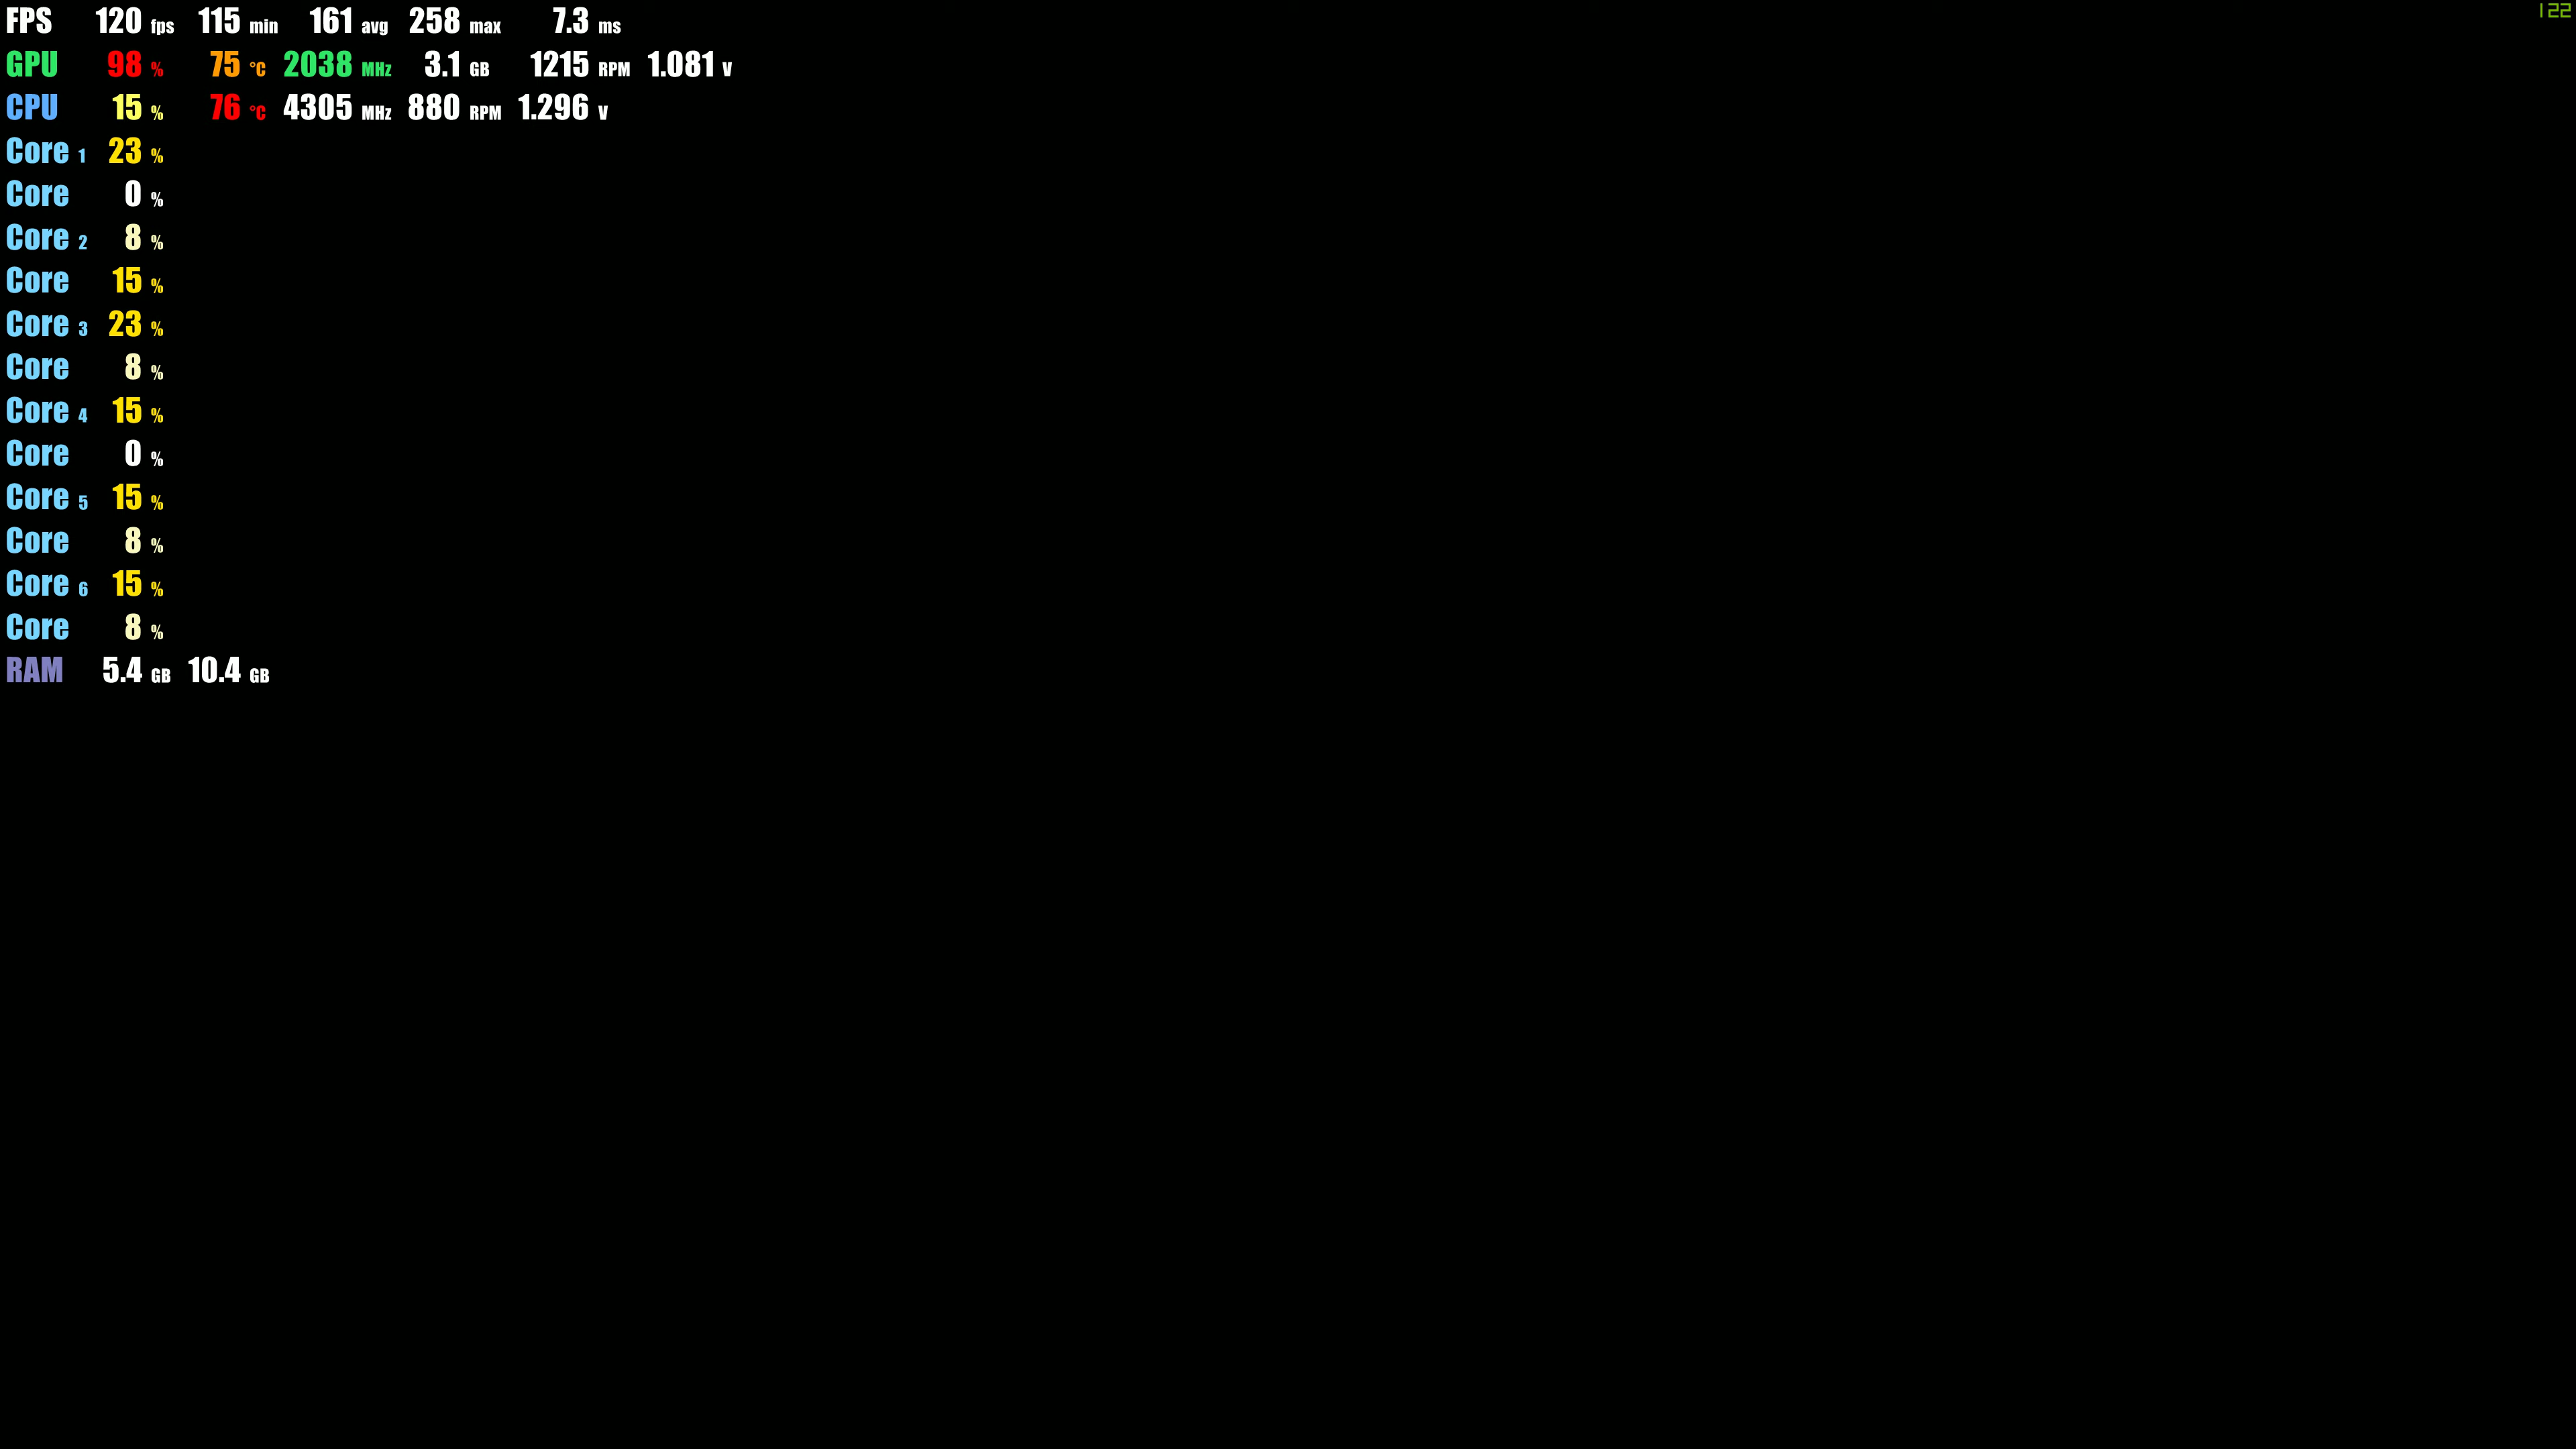 FPS 120 fps 115 min 161 avg 258 max 7.3 ms
122
GPU 98 % 75 °C 2038 MHz 3.1 GB 1215 RPM 1.081 V
CPU 15 % 76 °C 4305 MHz 880 RPM 1.296 V
Core 1 23 %
Core 0 %
Core 2 8 %
Core 15 %
Core 3 23 %
Core 8 %
Core 4 15 %
Core 0 %
Core 5 15 %
Core 8 %
Core 6 15 %
Core 8 %
RAM 5.4 GB 10.4 GB